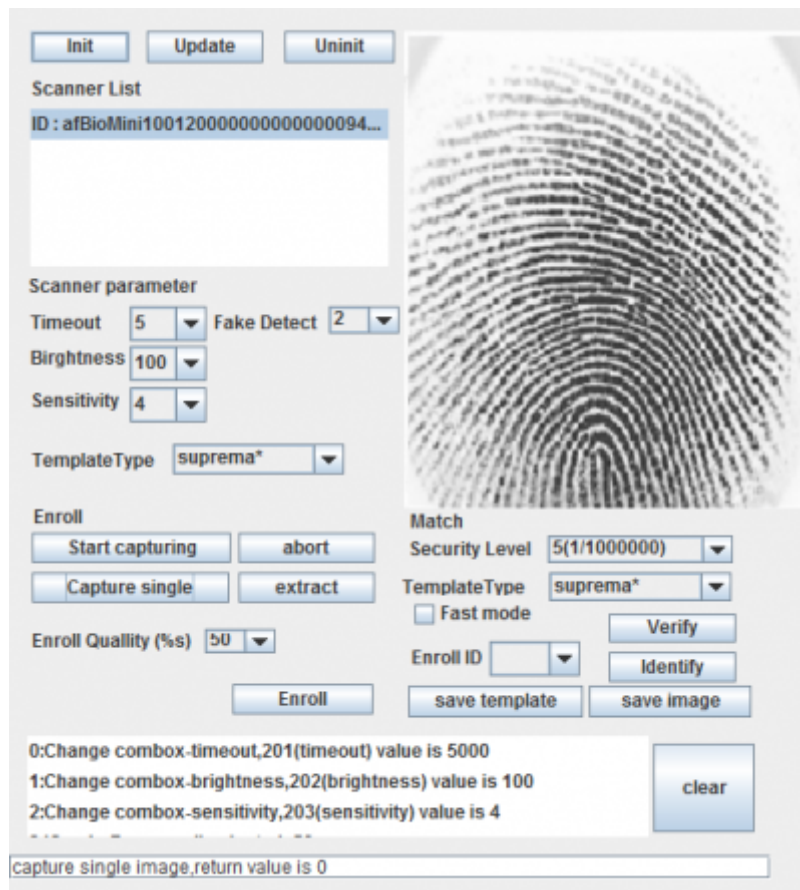 Init Update Uninit
Scanner List
ID : afBioMini10012000000000000000094...
Scanner parameter
Timeout 5 Fake Detect 2
Birghtness 100
Sensitivity 4
TemplateType suprema*
Enroll
Start capturing abort
Capture single extract
Enroll Quallity (%s) 50
Enroll
Match
Security Level 5(1/1000000)
TemplateType suprema*
Fast mode
Verify
Enroll ID
Identify
save template save image
0:Change combox-timeout,201(timeout) value is 5000
1:Change combox-brightness,202(brightness) value is 100
2:Change combox-sensitivity,203(sensitivity) value is 4
clear
capture single image,return value is 0